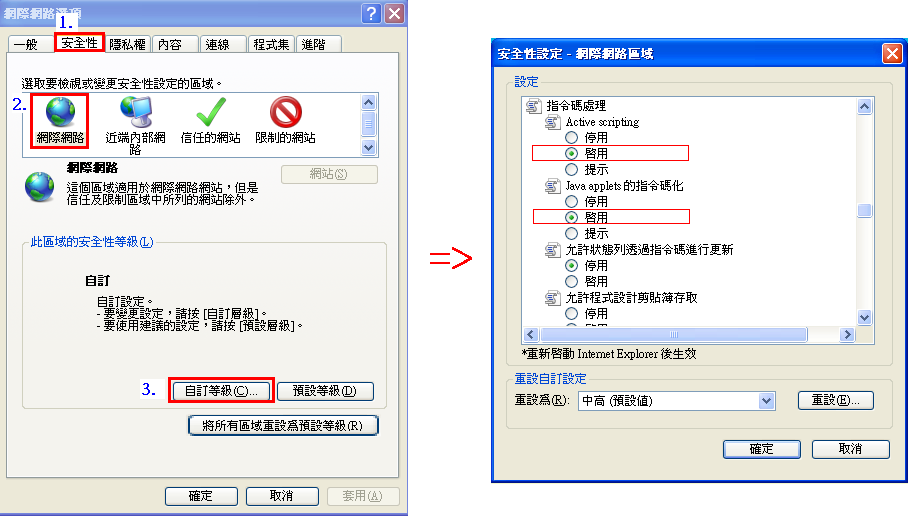 網際網路選項
1.
一般
安全性
隱私權
內容
連線
程式集
進階
選取要檢視或變更安全性設定的區域。
2.
網際網路
近端內部網路
信任的網站
限制的網站
網際網路
這個區域適用於網際網路網站，但是
信任及限制區域中所列的網站除外。
網站(S)
此區域的安全性等級(L)
自訂
自訂設定。
- 要變更設定，請按 [自訂層級]。
- 要使用建議的設定，請按 [預設層級]。
3.
自訂等級(C)...
預設等級(D)
將所有區域重設為預設等級(R)
確定
取消
套用(A)
=>
安全性設定 - 網際網路區域
設定
指令碼處理
Active scripting
停用
啓用
提示
Java applets 的指令碼化
停用
啓用
提示
允許狀態列透過指令碼進行更新
停用
啓用
允許程式設計剪貼簿存取
停用
*重新啓動 Internet Explorer 後生效
重設自訂設定
重設為(R):
中高 (預設值)
重設(E)...
確定
取消